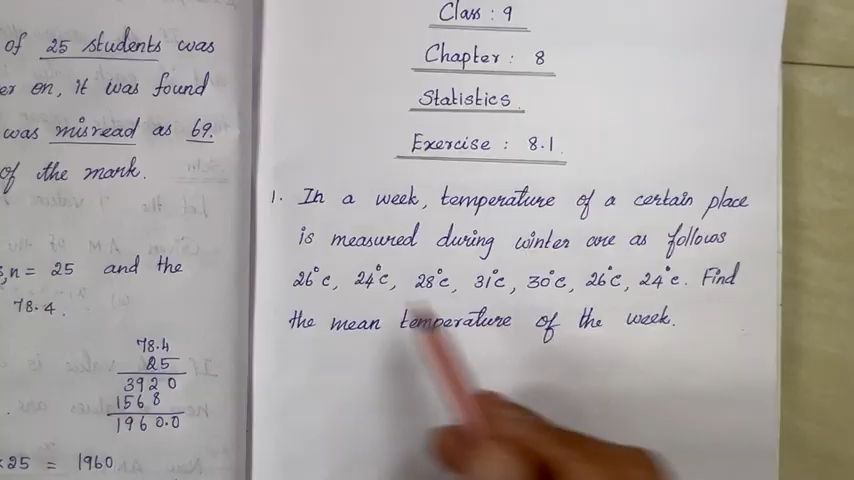 of 25 students was
er on, it was found
was misread as 69.
of the mark.
s, n = 25 and the
78.4.
78.4
25
3920
1568
1960.0
×25 = 1960
Class : 9
Chapter : 8
Statistics
Exercise : 8.1.
1. In a week, temperature of a certain place
is measured during winter are as follows
26°c, 24°c, 28°c, 31°c, 30°c, 26°c, 24°c. Find
the mean temperature of the week.